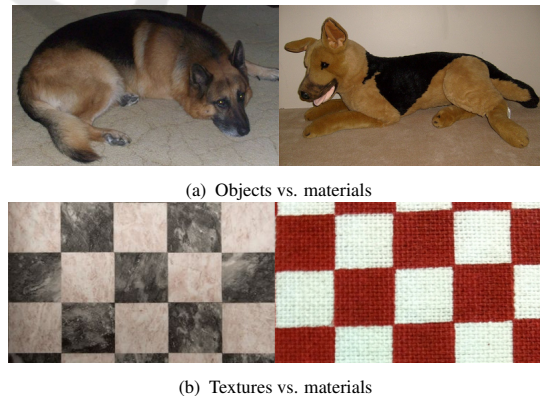 (a) Objects vs. materials
(b) Textures vs. materials